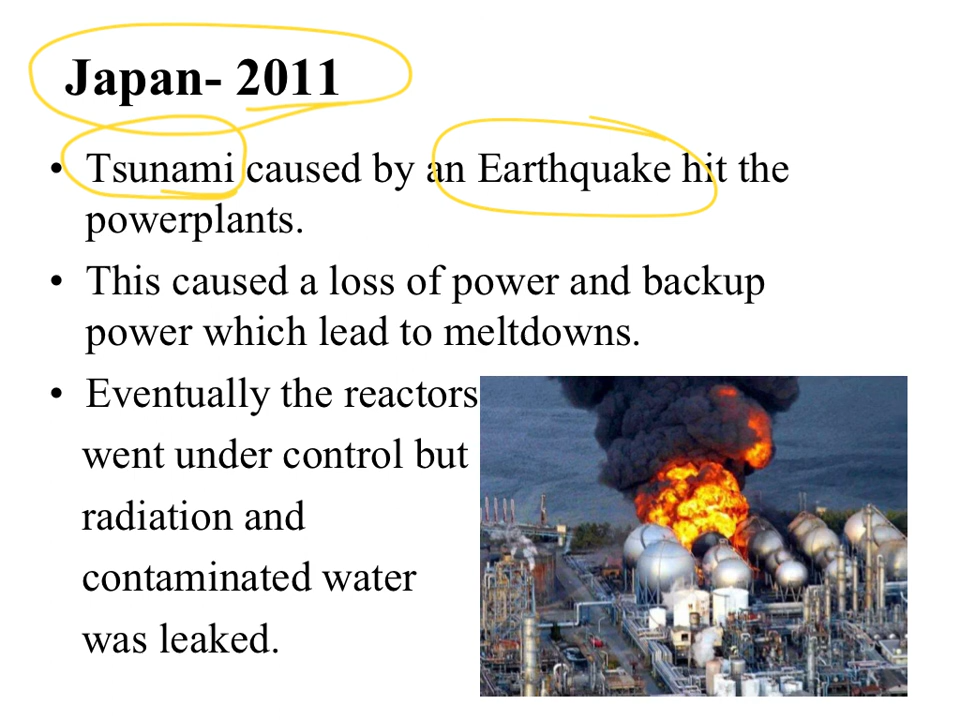 Japan- 2011
• Tsunami caused by an Earthquake hit the
powerplants.
• This caused a loss of power and backup
power which lead to meltdowns.
• Eventually the reactors
went under control but
radiation and
contaminated water
was leaked.